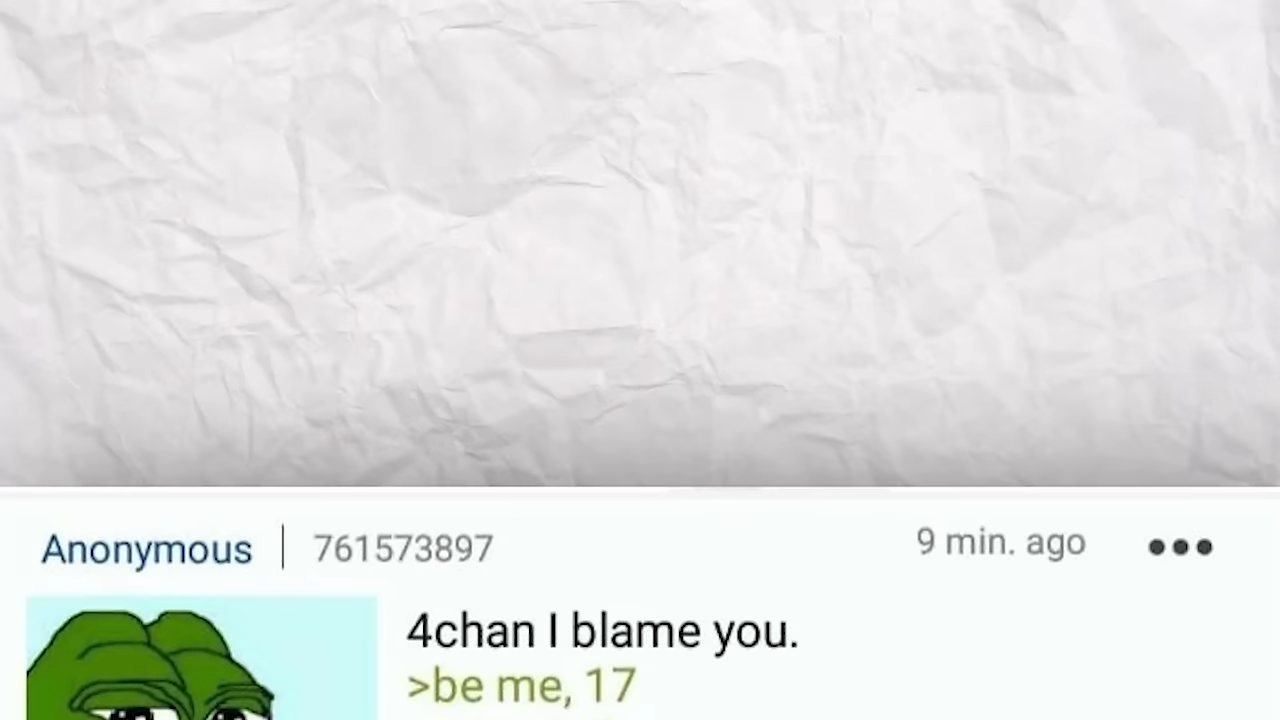 Anonymous | 761573897 9 min. ago
4chan I blame you.
>be me, 17